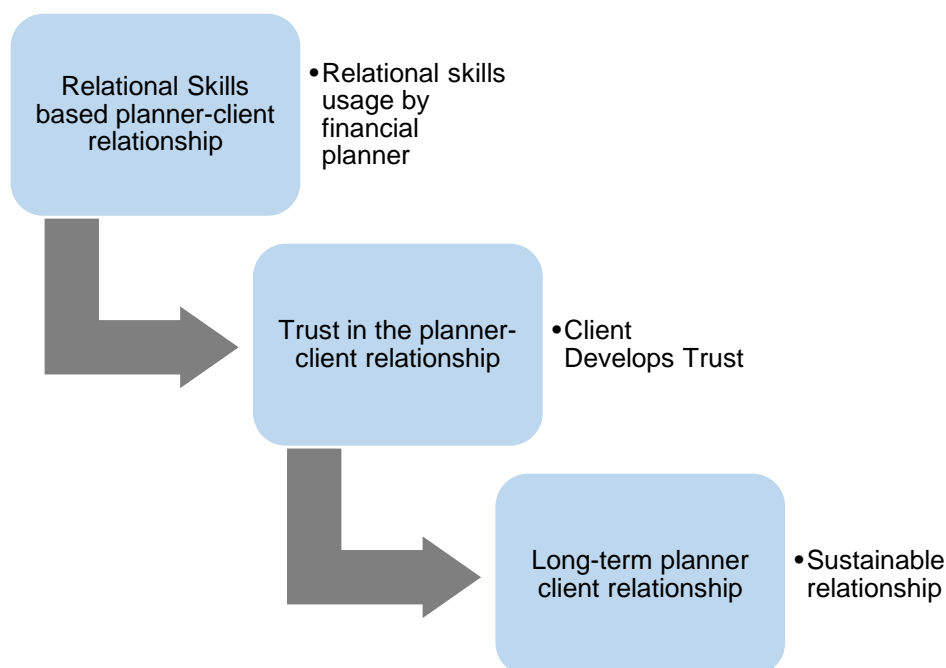 Relational Skills
based planner-client
relationship
•Relational skills
usage by
financial
planner
Trust in the planner-
client relationship
•Client
Develops Trust
Long-term planner
client relationship
•Sustainable
relationship